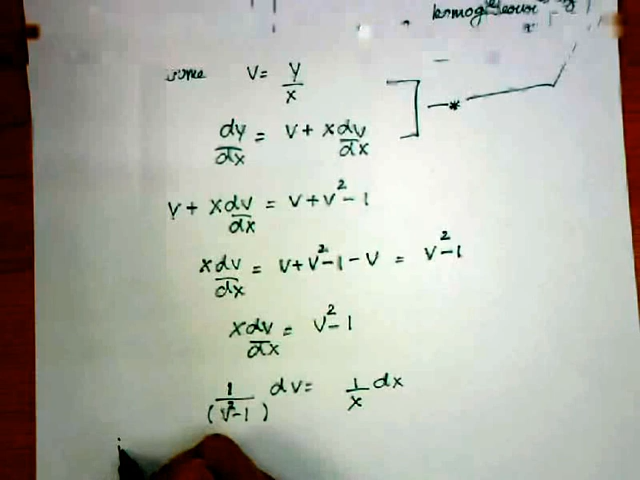 V = y/x
dy/dx = V + x dv/dx
V + x dv/dx = V + V² - 1
x dv/dx = V + V² - 1 - V = V² - 1
x dv/dx = V² - 1
1/(V² - 1) dV = 1/x dx